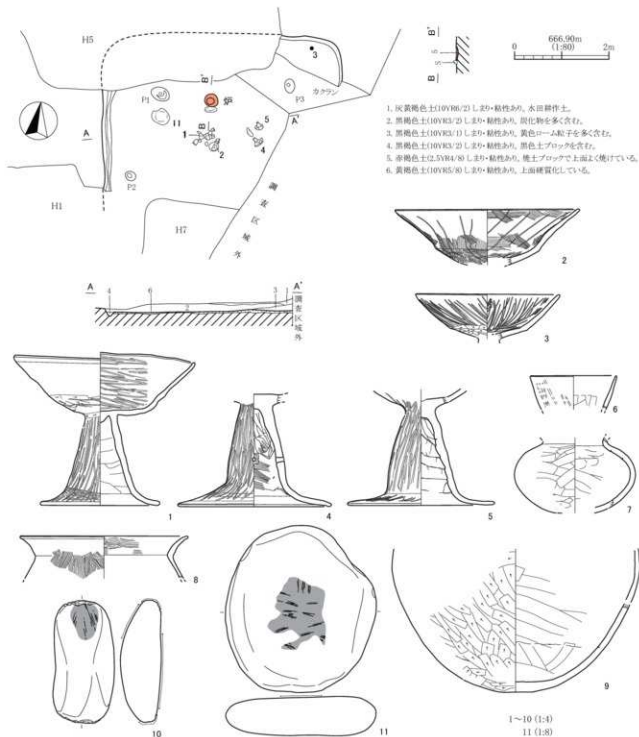 H5
3
カクラン
B'
B
P1
炉
P3
11
B
1
2
5
4
A
A'
P2
H1
H7
調査区域外
B'
S
S
B
666.90m
0 (1:80) 2m
1. 灰黄褐色土(10YR6/2)しまり・粘性あり。水田耕作土。
2. 黒褐色土(10YR3/2)しまり・粘性あり。炭化物を多く含む。
3. 黒褐色土(10YR3/1)しまり・粘性あり。黄色ローム粒子を多く含む。
4. 黒褐色土(10YR3/2)しまり・粘性あり。黒色土ブロックを含む。
5. 赤褐色土(2.5YR4/8)しまり・粘性あり。焼土ブロックで上面よく焼けている。
6. 黄褐色土(10YR5/8)しまり・粘性あり。上面硬質化している。
A
4
6
2
3
1
A'
調査区域外
2
3
1
4
5
6
7
8
10
11
9
1～10 (1:4)
11 (1:8)